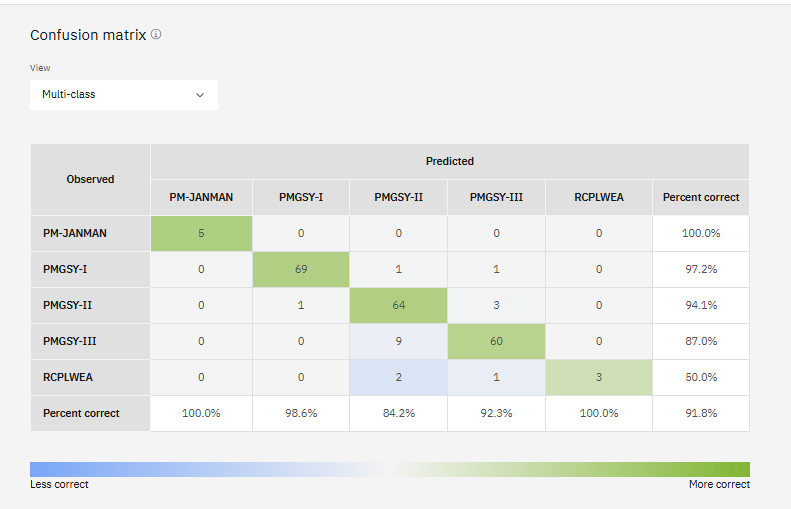 Confusion matrix
View
Multi-class
Observed Predicted
PM-JANMAN PMGSY-I PMGSY-II PMGSY-III RCPLWEA Percent correct
PM-JANMAN 5 0 0 0 0 100.0%
PMGSY-I 0 69 1 1 0 97.2%
PMGSY-II 0 1 64 3 0 94.1%
PMGSY-III 0 0 9 60 0 87.0%
RCPLWEA 0 0 2 1 3 50.0%
Percent correct 100.0% 98.6% 84.2% 92.3% 100.0% 91.8%
Less correct More correct